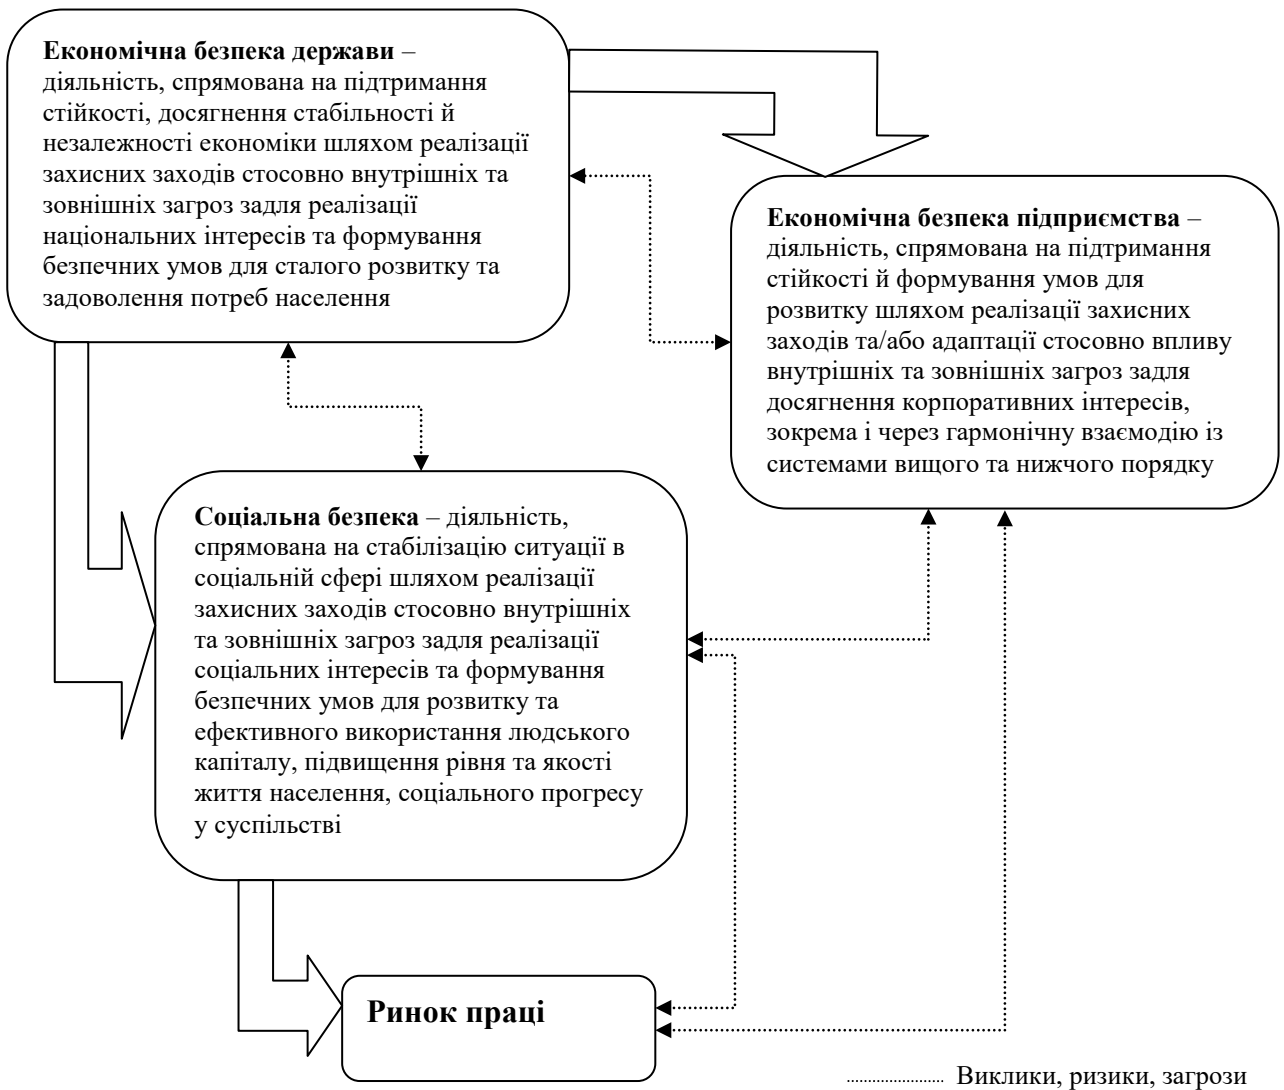 Економічна безпека держави –
діяльність, спрямована на підтримання
стійкості, досягнення стабільності й
незалежності економіки шляхом реалізації
захисних заходів стосовно внутрішніх та
зовнішніх загроз задля реалізації
національних інтересів та формування
безпечних умов для сталого розвитку та
задоволення потреб населення
Економічна безпека підприємства –
діяльність, спрямована на підтримання
стійкості й формування умов для
розвитку шляхом реалізації захисних
заходів та/або адаптації стосовно впливу
внутрішніх та зовнішніх загроз задля
досягнення корпоративних інтересів,
зокрема і через гармонічну взаємодію із
системами вищого та нижчого порядку
Соціальна безпека – діяльність,
спрямована на стабілізацію ситуації в
соціальній сфері шляхом реалізації
захисних заходів стосовно внутрішніх
та зовнішніх загроз задля реалізації
соціальних інтересів та формування
безпечних умов для розвитку та
ефективного використання людського
капіталу, підвищення рівня та якості
життя населення, соціального прогресу
у суспільстві
Ринок праці
Виклики, ризики, загрози